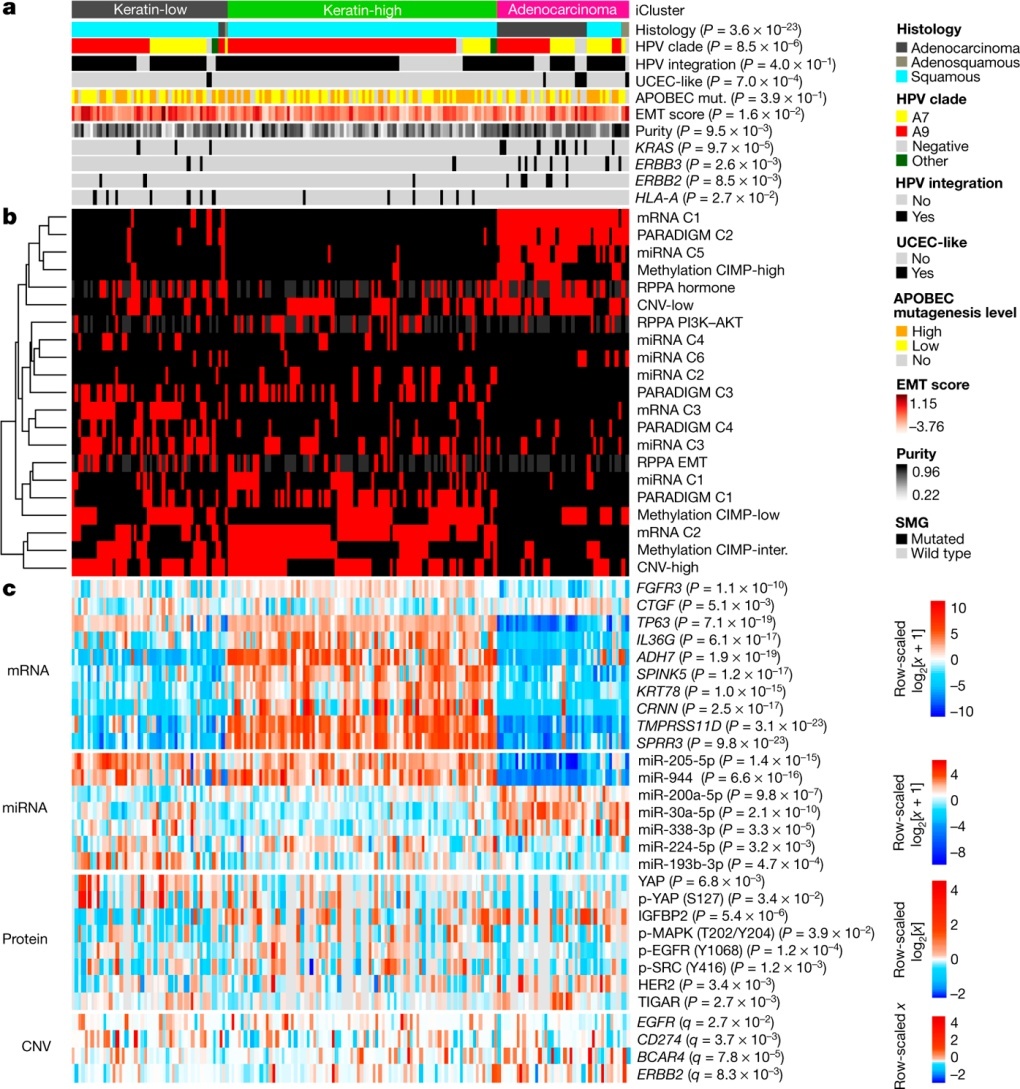 a
Keratin-low Keratin-high Adenocarcinoma iCluster
Histology (P = 3.6 × 10⁻²³)
HPV clade (P = 8.5 × 10⁻⁶)
HPV integration (P = 4.0 × 10⁻¹)
UCEC-like (P = 7.0 × 10⁻⁴)
APOBEC mut. (P = 3.9 × 10⁻¹)
EMT score (P = 1.6 × 10⁻²)
Purity (P = 9.5 × 10⁻³)
KRAS (P = 9.7 × 10⁻⁵)
ERBB3 (P = 2.6 × 10⁻³)
ERBB2 (P = 8.5 × 10⁻³)
HLA-A (P = 2.7 × 10⁻²)
b
mRNA C1
PARADIGM C2
miRNA C5
Methylation CIMP-high
RPPA hormone
CNV-low
RPPA PI3K–AKT
miRNA C4
miRNA C6
miRNA C2
PARADIGM C3
mRNA C3
PARADIGM C4
miRNA C3
RPPA EMT
miRNA C1
PARADIGM C1
Methylation CIMP-low
mRNA C2
Methylation CIMP-inter.
CNV-high
c
mRNA
FGFR3 (P = 1.1 × 10⁻¹⁰)
CTGF (P = 5.1 × 10⁻³)
TP63 (P = 7.1 × 10⁻¹⁹)
IL36G (P = 6.1 × 10⁻¹⁷)
ADH7 (P = 1.9 × 10⁻¹⁹)
SPINK5 (P = 1.2 × 10⁻¹⁷)
KRT78 (P = 1.0 × 10⁻¹⁵)
CRNN (P = 2.5 × 10⁻¹⁷)
TMPRSS11D (P = 3.1 × 10⁻²³)
SPRR3 (P = 9.8 × 10⁻²³)
miRNA
miR-205-5p (P = 1.4 × 10⁻¹⁵)
miR-944 (P = 6.6 × 10⁻¹⁶)
miR-200a-5p (P = 9.8 × 10⁻⁷)
miR-30a-5p (P = 2.1 × 10⁻¹⁰)
miR-338-3p (P = 3.3 × 10⁻⁵)
miR-224-5p (P = 3.2 × 10⁻³)
miR-193b-3p (P = 4.7 × 10⁻⁴)
Protein
YAP (P = 6.8 × 10⁻³)
p-YAP (S127) (P = 3.4 × 10⁻²)
IGFBP2 (P = 5.4 × 10⁻⁶)
p-MAPK (T202/Y204) (P = 3.9 × 10⁻²)
p-EGFR (Y1068) (P = 1.2 × 10⁻⁴)
p-SRC (Y416) (P = 1.2 × 10⁻³)
HER2 (P = 3.4 × 10⁻³)
TIGAR (P = 2.7 × 10⁻³)
CNV
EGFR (q = 2.7 × 10⁻²)
CD274 (q = 3.7 × 10⁻³)
BCAR4 (q = 7.8 × 10⁻⁵)
ERBB2 (q = 8.3 × 10⁻³)
Histology
Adenocarcinoma
Adenosquamous
Squamous
HPV clade
A7
A9
Negative
Other
HPV integration
No
Yes
UCEC-like
No
Yes
APOBEC
mutagenesis level
High
Low
No
EMT score
1.15
−3.76
Purity
0.96
0.22
SMG
Mutated
Wild type
Row-scaled
log₂[x + 1]
10
5
0
−5
−10
Row-scaled
log₂[x + 1]
4
0
−4
−8
Row-scaled
log₂[x]
4
2
0
−2
Row-scaled x
4
2
0
−2